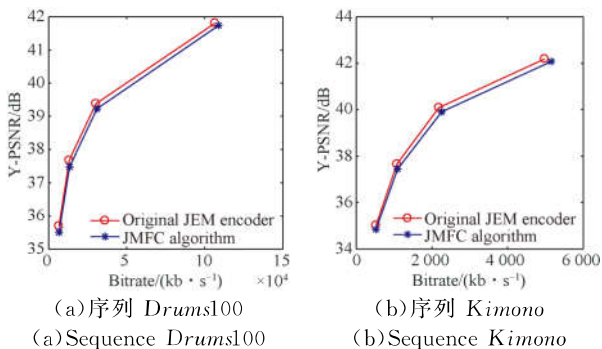 42
41
40
39
38
37
36
35
Y-PSNR/dB
Original JEM encoder
JMFC algorithm
0 5 10 15
Bitrate/(kb·s⁻¹) ×10⁴
(a)序列 Drums100
(a)Sequence Drums100
44
42
40
38
36
34
Y-PSNR/dB
Original JEM encoder
JMFC algorithm
0 2 000 4 000 6 000
Bitrate/(kb·s⁻¹)
(b)序列 Kimono
(b)Sequence Kimono